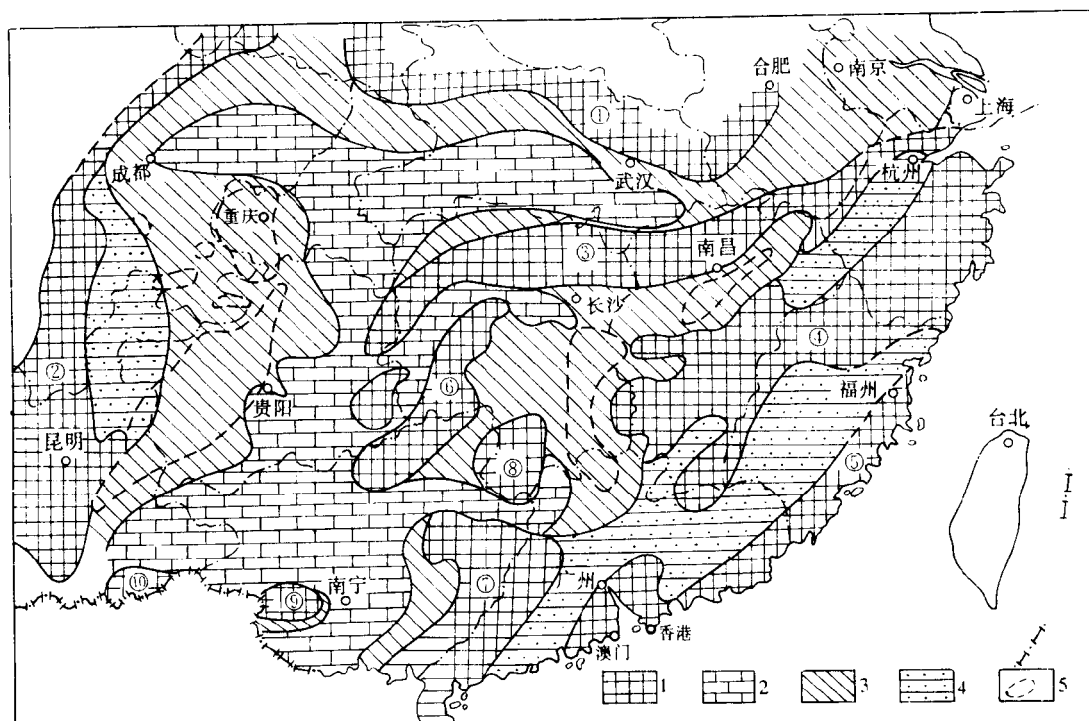 合肥
南京
上海
①
成都
武汉
杭州
重庆
③
南昌
长沙
④
②
⑥
贵阳
福州
台北
昆明
⑧
⑤
⑩
⑨
南宁
⑦
广州
香港
澳门
1
2
3
4
5